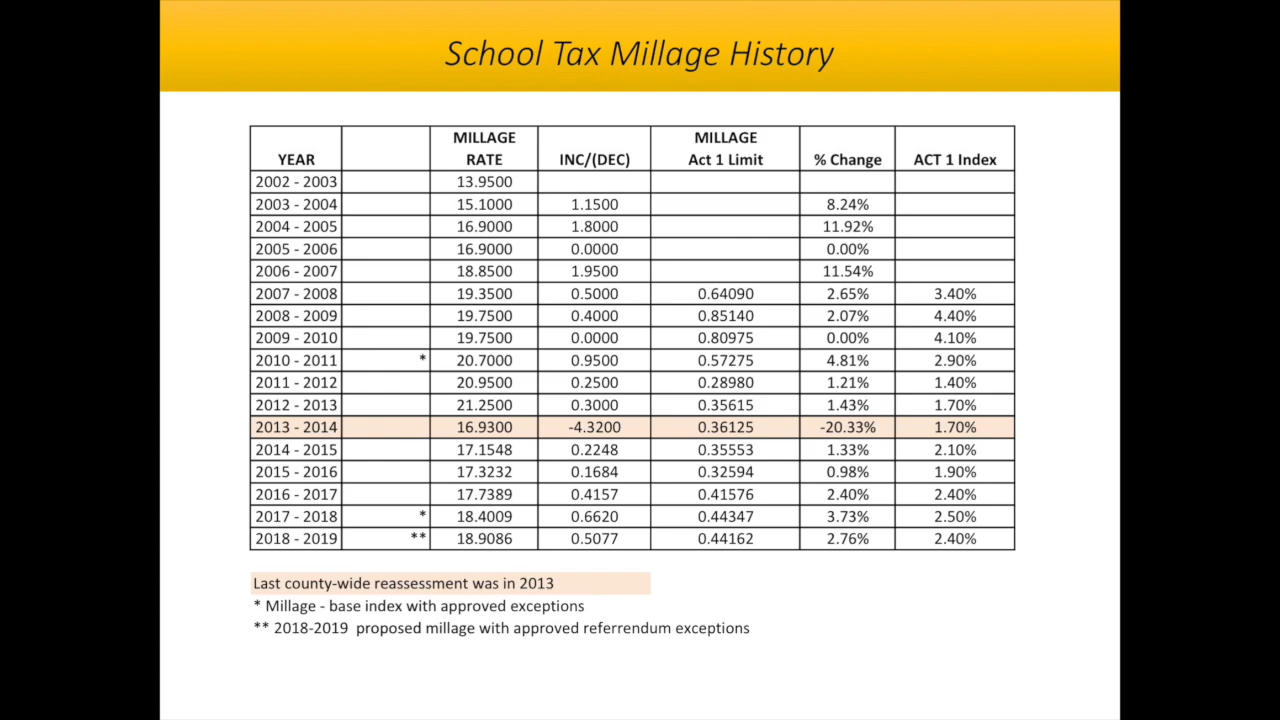 School Tax Millage History
MILLAGE MILLAGE
YEAR RATE INC/(DEC) Act 1 Limit % Change ACT 1 Index
2002 - 2003 13.9500
2003 - 2004 15.1000 1.1500 8.24%
2004 - 2005 16.9000 1.8000 11.92%
2005 - 2006 16.9000 0.0000 0.00%
2006 - 2007 18.8500 1.9500 11.54%
2007 - 2008 19.3500 0.5000 0.64090 2.65% 3.40%
2008 - 2009 19.7500 0.4000 0.85140 2.07% 4.40%
2009 - 2010 19.7500 0.0000 0.80975 0.00% 4.10%
2010 - 2011 * 20.7000 0.9500 0.57275 4.81% 2.90%
2011 - 2012 20.9500 0.2500 0.28980 1.21% 1.40%
2012 - 2013 21.2500 0.3000 0.35615 1.43% 1.70%
2013 - 2014 16.9300 -4.3200 0.36125 -20.33% 1.70%
2014 - 2015 17.1548 0.2248 0.35553 1.33% 2.10%
2015 - 2016 17.3232 0.1684 0.32594 0.98% 1.90%
2016 - 2017 17.7389 0.4157 0.41576 2.40% 2.40%
2017 - 2018 * 18.4009 0.6620 0.44347 3.73% 2.50%
2018 - 2019 ** 18.9086 0.5077 0.44162 2.76% 2.40%
Last county-wide reassessment was in 2013
* Millage - base index with approved exceptions
** 2018-2019 proposed millage with approved referrendum exceptions